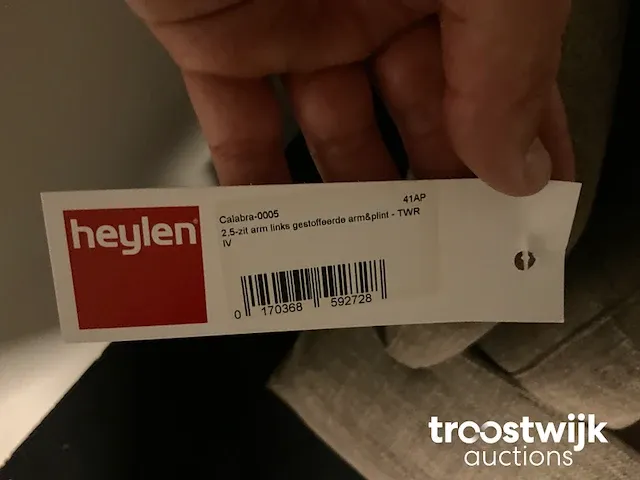 heylen
Calabra-0005 41AP
2.5-zit arm links gestoffeerde arm&plint - TWR
IV
0 170368 592728
troostwijk
auctions